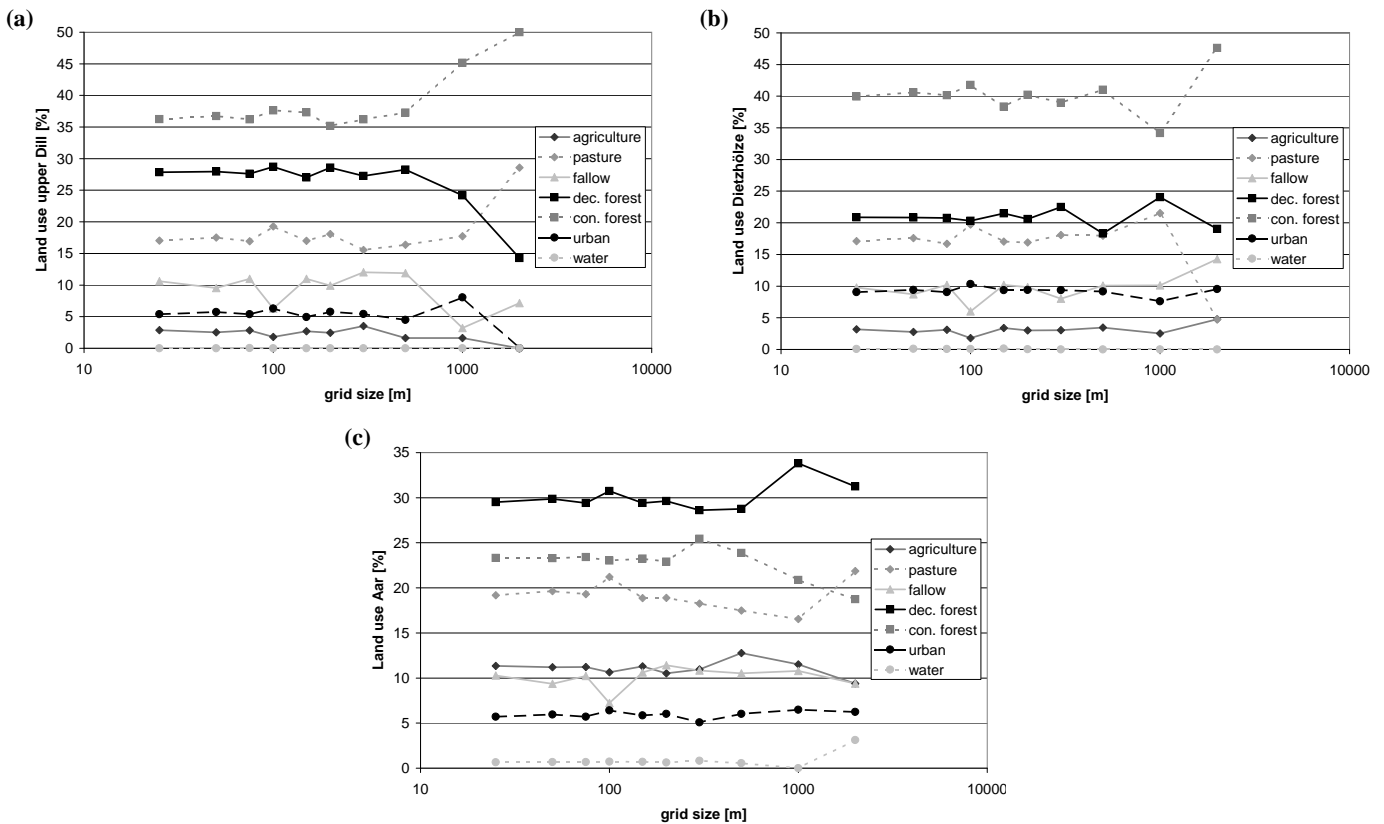 (a)
Land use upper Dill [%]
50
45
40
35
30
25
20
15
10
5
0
10
100
1000
10000
grid size [m]
agriculture
pasture
fallow
dec. forest
con. forest
urban
water
(b)
Land use Dietzhölze [%]
50
45
40
35
30
25
20
15
10
5
0
10
100
1000
10000
grid size [m]
agriculture
pasture
fallow
dec. forest
con. forest
urban
water
(c)
Land use Aar [%]
35
30
25
20
15
10
5
0
10
100
1000
10000
grid size [m]
agriculture
pasture
fallow
dec. forest
con. forest
urban
water